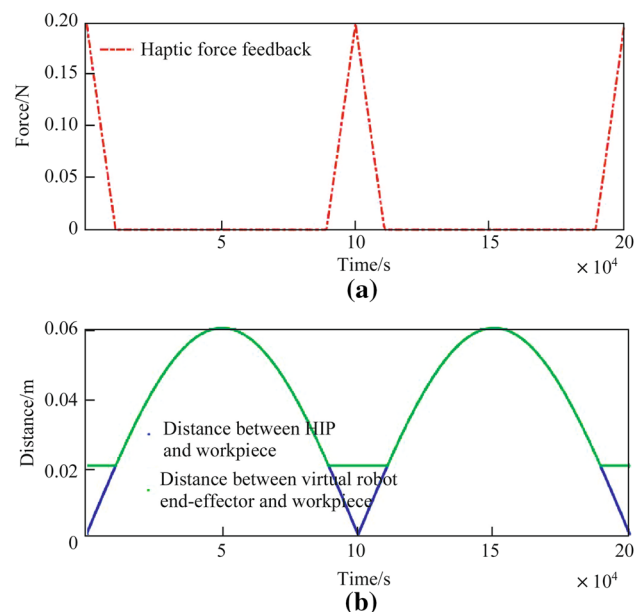 0.20
Haptic force feedback
0.15
Force/N
0.10
0.05
0
5
10
15
20
Time/s
× 10⁴
(a)
0.06
0.04
Distance/m
Distance between HIP
and workpiece
0.02
Distance between virtual robot
end-effector and workpiece
0
5
10
15
20
Time/s
× 10⁴
(b)